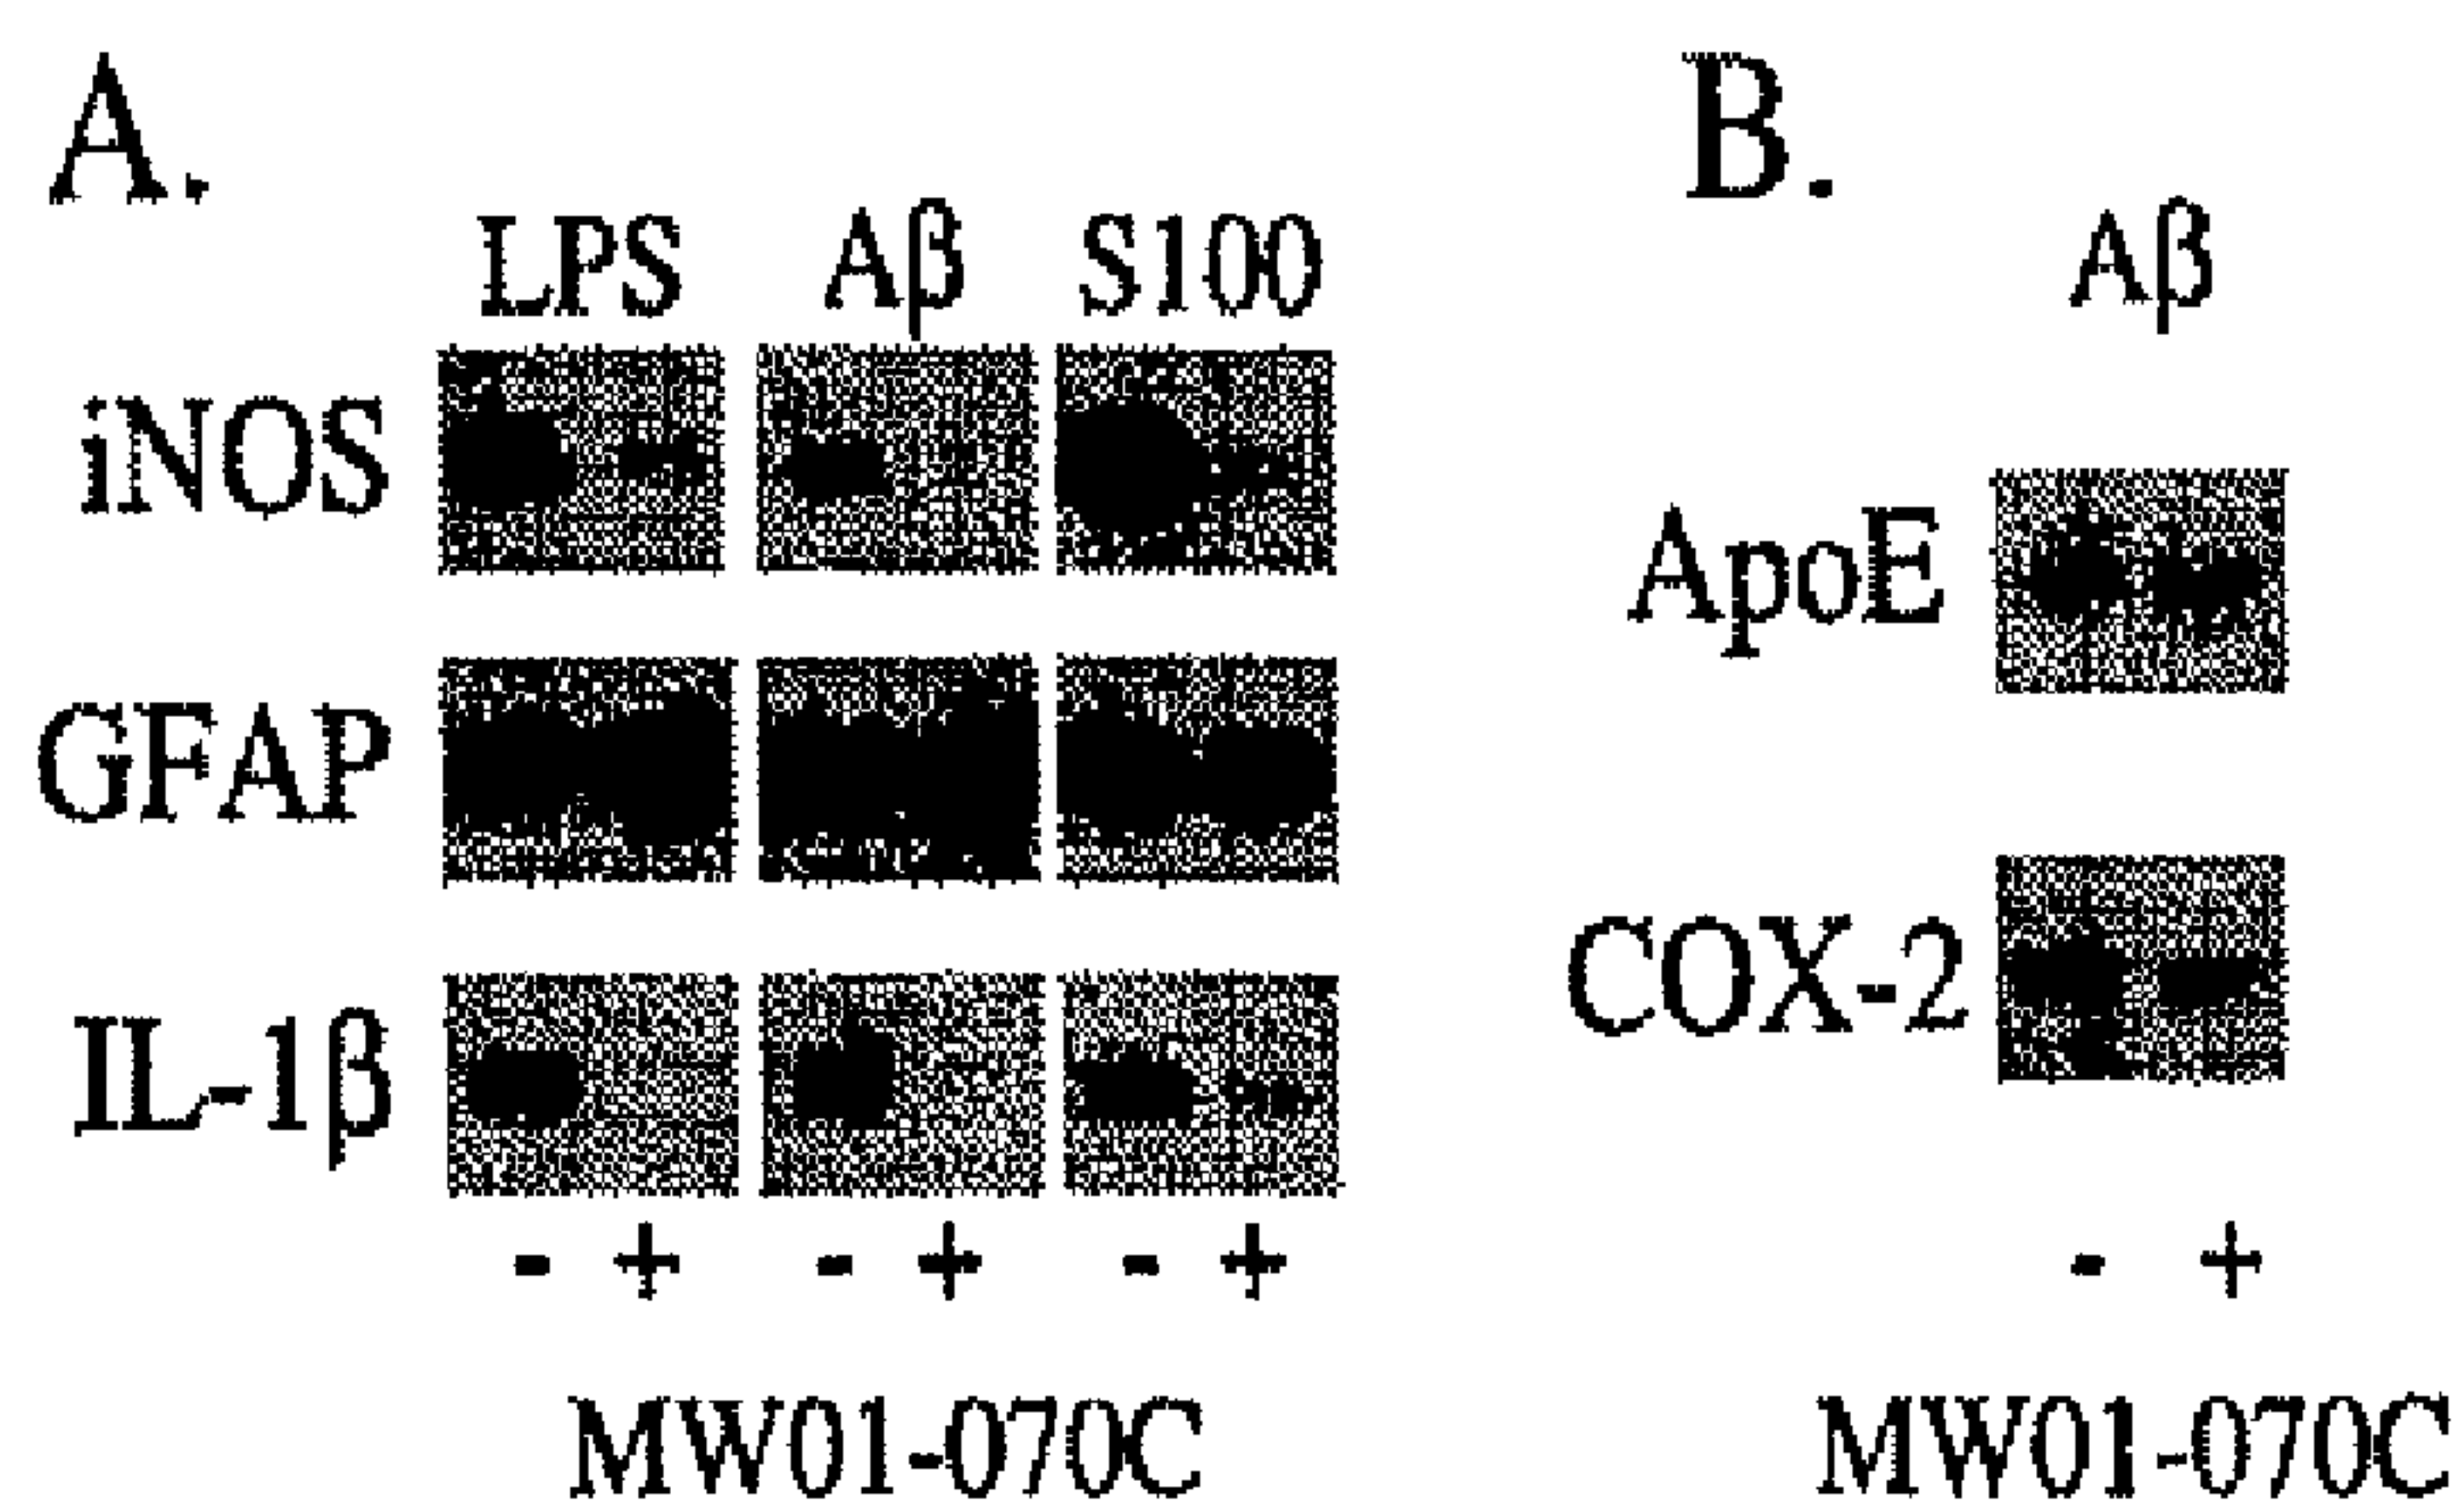 A.
LPS Aβ S100
iNOS
GFAP
IL-1β
- + - + - +
MW01-070C
B.
Aβ
ApoE
COX-2
- +
MW01-070C